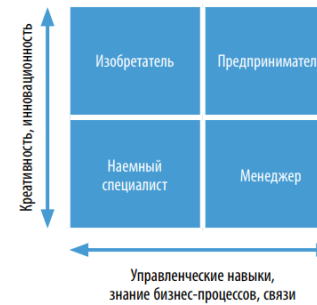 Креативность, инновационность
Изобретатель
Предпринимател
Наемный
специалист
Менеджер
Управленческие навыки,
знание бизнес-процессов, связи